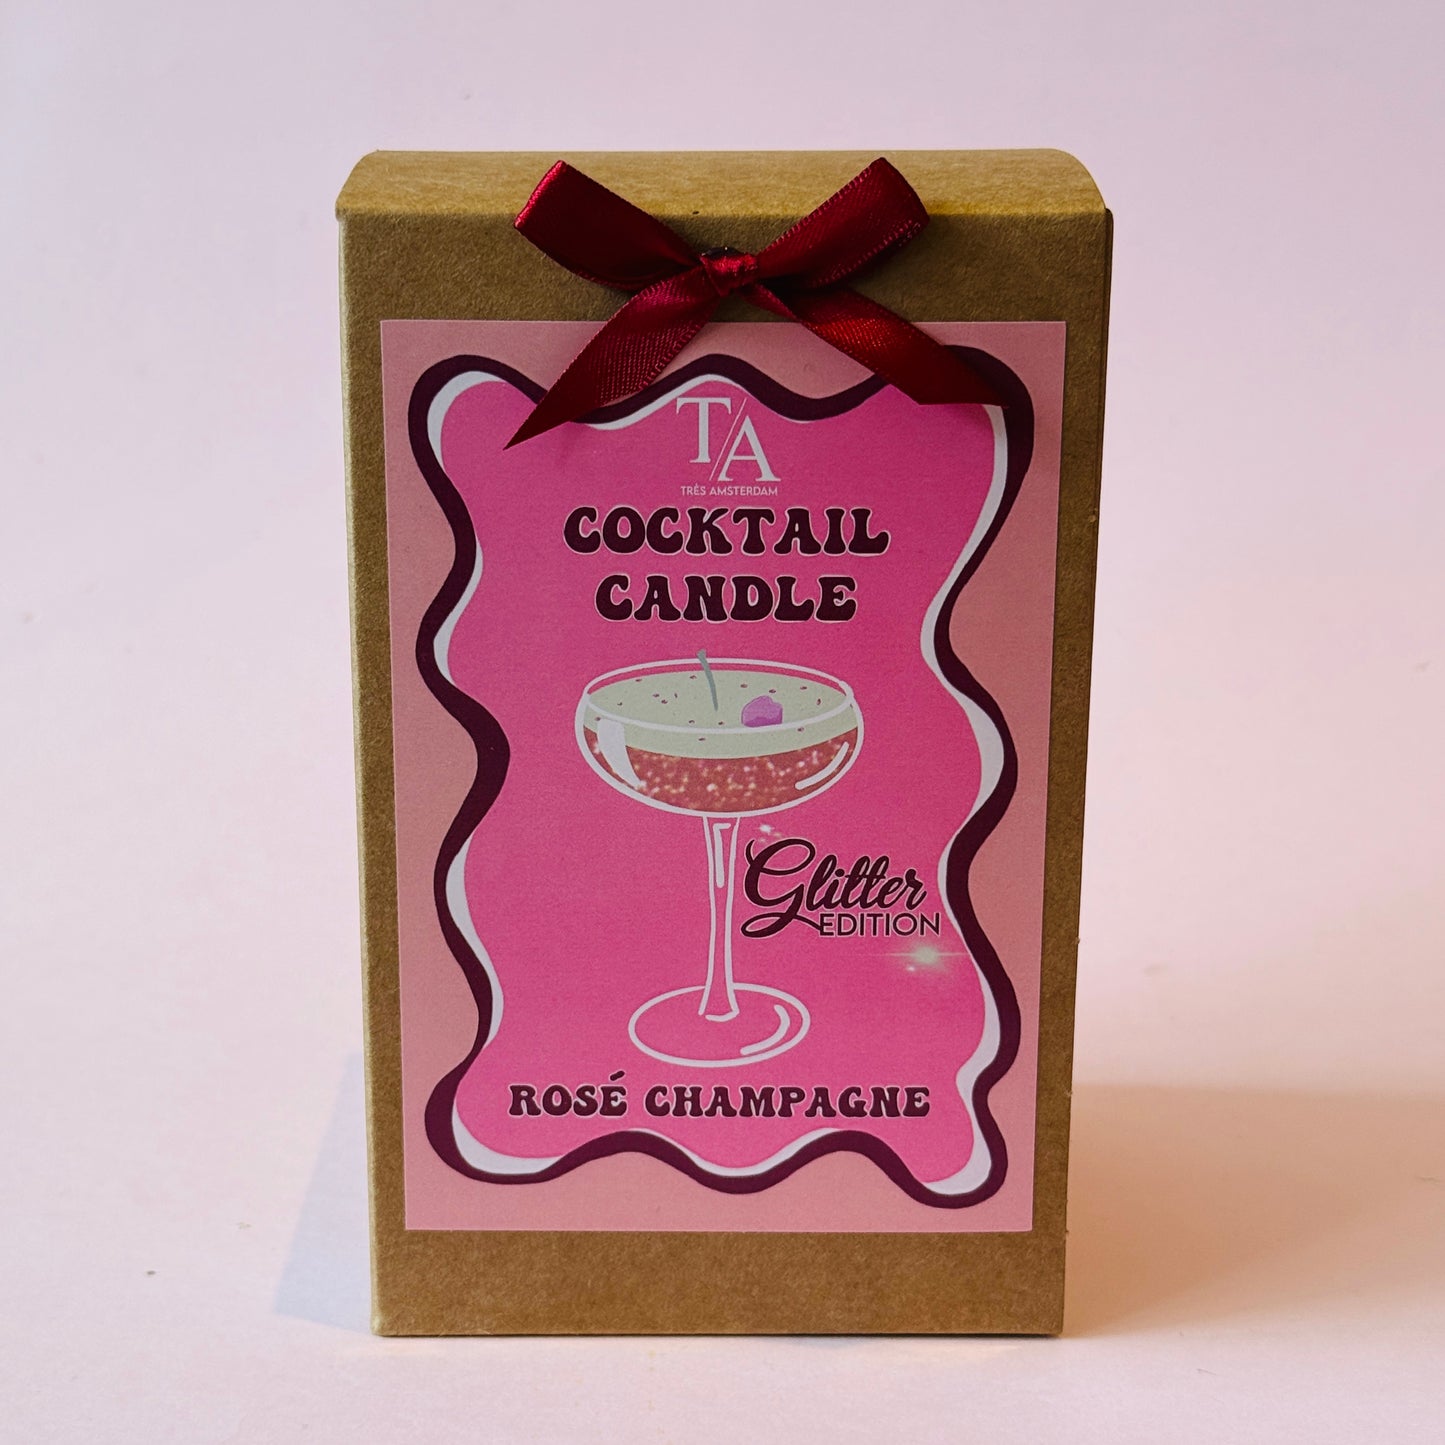 T/A
TRÈS AMSTERDAM
COCKTAIL
CANDLE
Glitter
EDITION
ROSÉ CHAMPAGNE